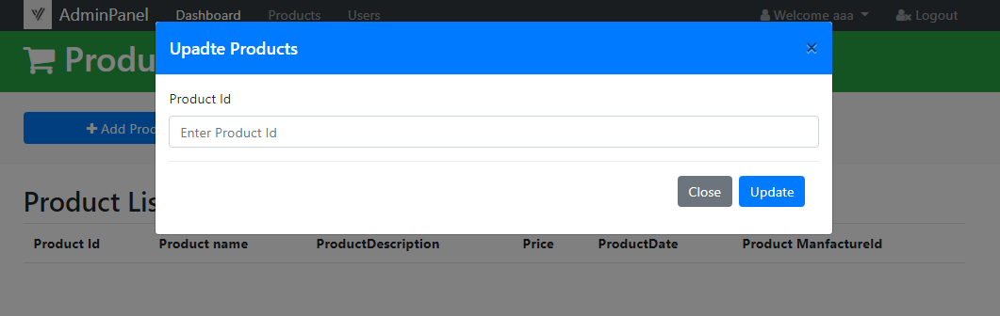 AdminPanel Dashboard Products Users Welcome aaa Logout
Produ
Upadte Products ×
Product Id
Enter Product Id
Add Prod
Close Update
Product Lis
Product Id Product name ProductDescription Price ProductDate Product ManfactureId